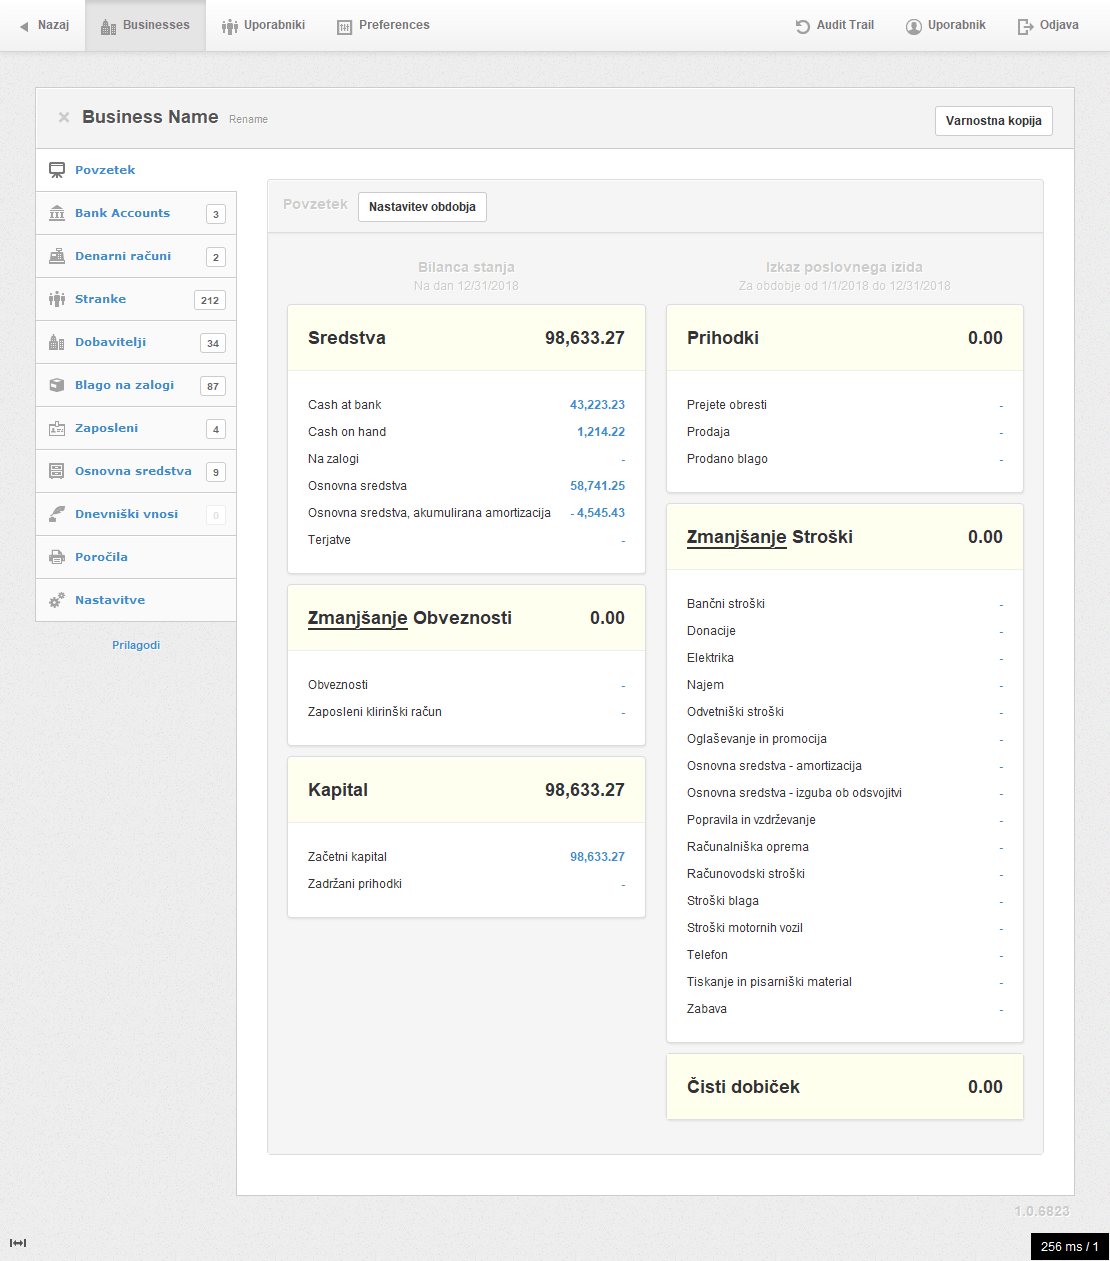 Nazaj Businesses Uporabniki Preferences Audit Trail Uporabnik Odjava
Business Name Rename Varnostna kopija
Povzetek
Bank Accounts 3
Denarni računi 2
Stranke 212
Dobavitelji 34
Blago na zalogi 87
Zaposleni 4
Osnovna sredstva 9
Dnevniški vnosi 0
Poročila
Nastavitve
Prilagodi
Povzetek Nastavitev obdobja
Bilanca stanja
Na dan 12/31/2018
Sredstva 98,633.27
Cash at bank 43,223.23
Cash on hand 1,214.22
Na zalogi -
Osnovna sredstva 58,741.25
Osnovna sredstva, akumulirana amortizacija - 4,545.43
Terjatve -
Zmanjšanje Obveznosti 0.00
Obveznosti -
Zaposleni klirinški račun -
Kapital 98,633.27
Začetni kapital 98,633.27
Zadržani prihodki -
Izkaz poslovnega izida
Za obdobje od 1/1/2018 do 12/31/2018
Prihodki 0.00
Prejete obresti -
Prodaja -
Prodano blago -
Zmanjšanje Stroški 0.00
Bančni stroški -
Donacije -
Elektrika -
Najem -
Odvetniški stroški -
Oglaševanje in promocija -
Osnovna sredstva - amortizacija -
Osnovna sredstva - izguba ob odsvojitvi -
Popravila in vzdrževanje -
Računalniška oprema -
Računovodski stroški -
Stroški blaga -
Stroški motornih vozil -
Telefon -
Tiskanje in pisarniški material -
Zabava -
Čisti dobiček 0.00
1.0.6823
256 ms / 1